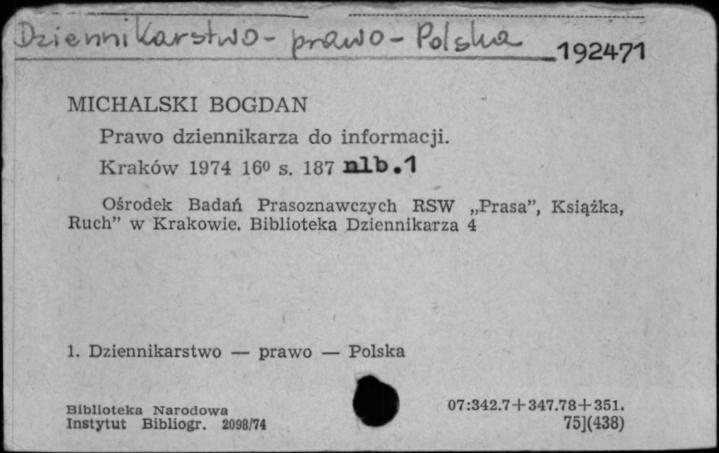 Dziennikarstwo - prawo - Polska
192471
MICHALSKI BOGDAN
Prawo dziennikarza do informacji.
Kraków 1974 16⁰ s. 187 nlb.1
Ośrodek Badań Prasoznawczych RSW „Prasa”, Książka,
Ruch” w Krakowie. Biblioteka Dziennikarza 4
1. Dziennikarstwo — prawo — Polska
Biblioteka Narodowa
Instytut Bibliogr. 2098/74
07:342.7+347.78+351.
75](438)